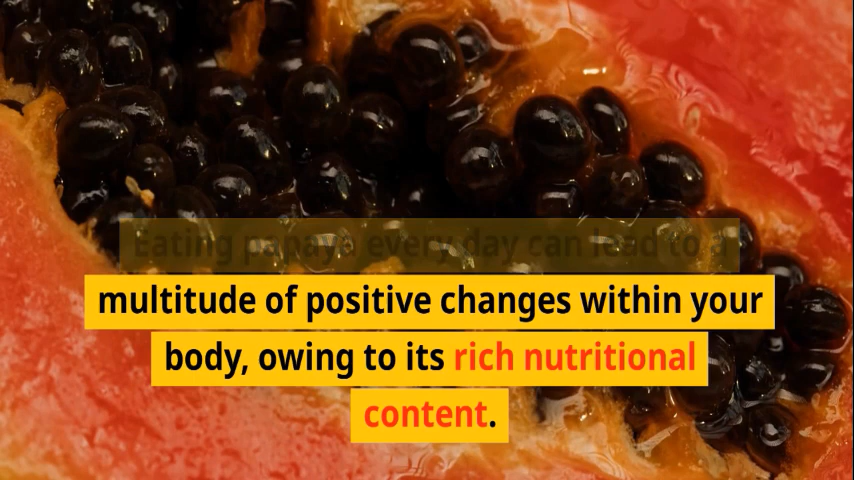 Eating papaya every day can lead to a
multitude of positive changes within your
body, owing to its rich nutritional
content.